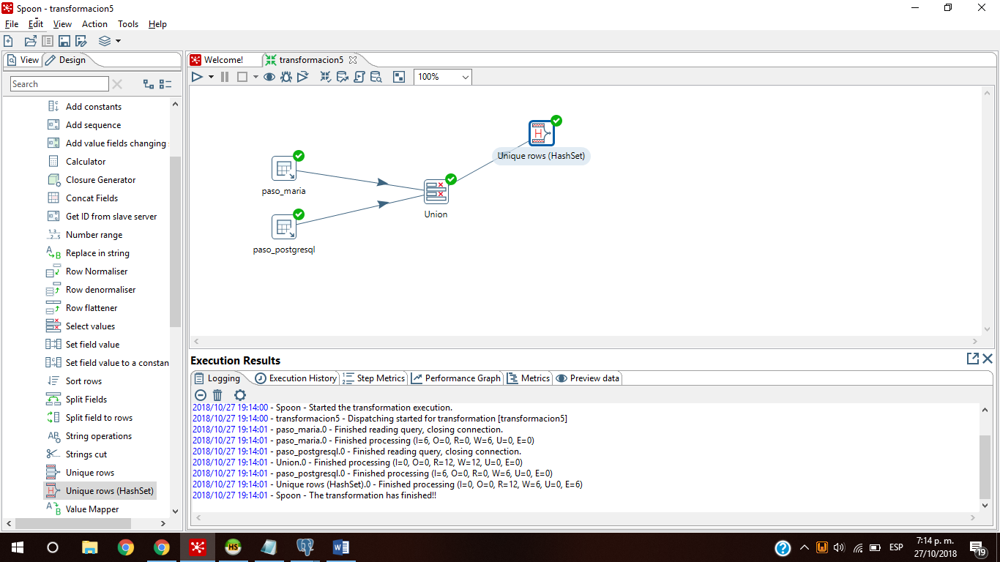 Spoon - transformacion5
File Edit View Action Tools Help
View Design
Search
Add constants
Add sequence
Add value fields changing
Calculator
Closure Generator
Concat Fields
Get ID from slave server
Number range
Replace in string
Row Normaliser
Row denormaliser
Row flattener
Select values
Set field value
Set field value to a constan
Sort rows
Split Fields
Split field to rows
String operations
Strings cut
Unique rows
Unique rows (HashSet)
Value Mapper
Welcome! transformacion5
100%
Unique rows (HashSet)
paso_maria
Union
paso_postgresql
Execution Results
Logging Execution History Step Metrics Performance Graph Metrics Preview data
2018/10/27 19:14:00 - Spoon - Started the transformation execution.
2018/10/27 19:14:00 - transformacion5 - Dispatching started for transformation [transformacion5]
2018/10/27 19:14:01 - paso_maria.0 - Finished reading query, closing connection.
2018/10/27 19:14:01 - paso_maria.0 - Finished processing (I=6, O=0, R=0, W=6, U=0, E=0)
2018/10/27 19:14:01 - paso_postgresql.0 - Finished reading query, closing connection.
2018/10/27 19:14:01 - Union.0 - Finished processing (I=0, O=0, R=12, W=12, U=0, E=0)
2018/10/27 19:14:01 - paso_postgresql.0 - Finished processing (I=6, O=0, R=0, W=6, U=0, E=0)
2018/10/27 19:14:01 - Unique rows (HashSet).0 - Finished processing (I=0, O=0, R=12, W=6, U=0, E=6)
2018/10/27 19:14:01 - Spoon - The transformation has finished!!
HS
ESP
7:14 p. m.
27/10/2018
19